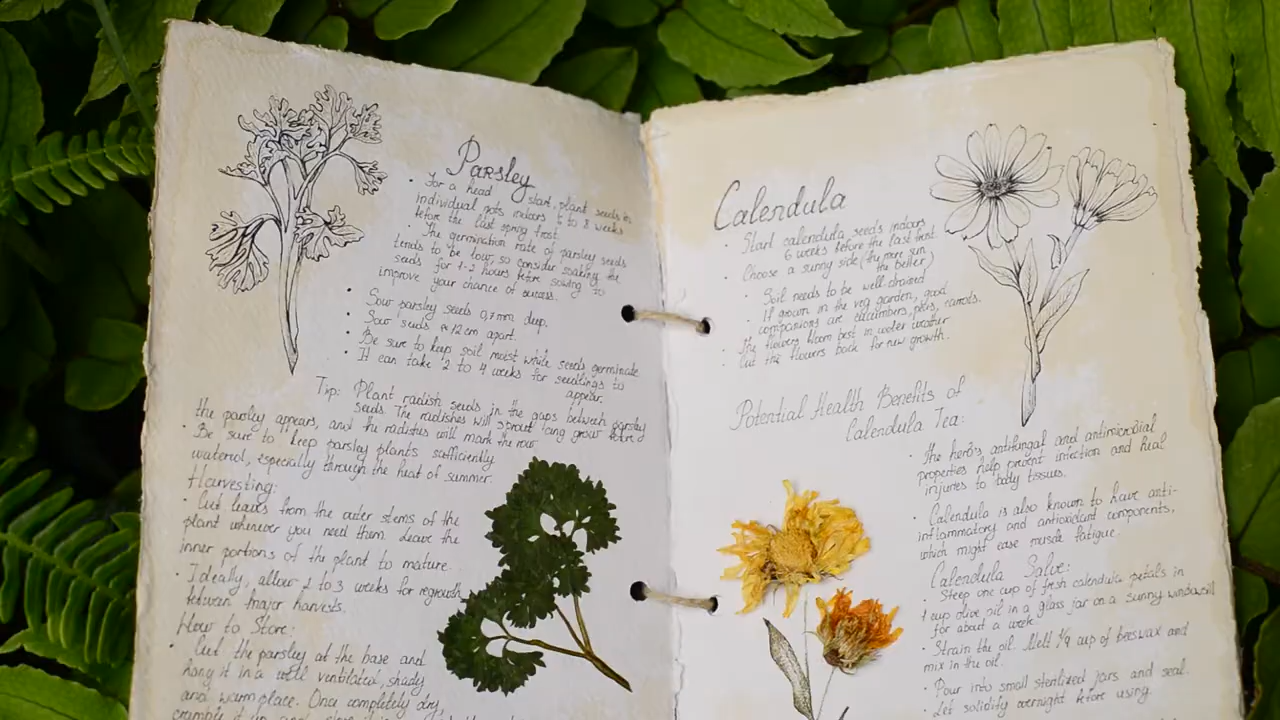 Parsley
• For a head start, plant seeds in
individual pots indoors 6 to 8 weeks
before the last spring frost.
• The germination rate of parsley seeds
tends to be low, so consider soaking the
seeds for 1-2 hours before sowing to
improve your chance of success.
• Sow parsley seeds 0,7mm deep.
• Sow seeds ≈ 12cm apart.
• Be sure to keep soil moist while seeds germinate.
• It can take 2 to 4 weeks for seedlings to
appear.
Tip: Plant radish seeds in the gaps between parsley
seeds. The radishes will sprout grow before
the parsley appears, and the radishes will mark the row.
• Be sure to keep parsley plants sufficiently
watered, especially through the heat of summer.
Harvesting:
• Cut leaves from the outer stems of the
plant whenever you need them. Leave the
inner portions of the plant to mature.
• Ideally, allow 2 to 3 weeks for regrowth
between major harvests.
How to Store:
• Cut the parsley at the base and
hang it in a well ventilated, shady
and warm place. Once completely dry,
crumble it up
Calendula
• Start calendula seeds indoors
6 weeks before the last frost
• Choose a sunny side (the more sun
the better)
• Soil needs to be well-drained
• If grown in the veg garden, good
companions are cucumbers, peas, carrots.
• The flowers bloom best in water weather
• Cut the flowers back for new growth.
Potential Health Benefits of
Calendula Tea:
• The herb's antifungal and antimicrobial
properties help prevent infection and heal
injuries to body tissues.
• Calendula is also known to have anti-
inflammatory and antioxidant components,
which might ease muscle fatigue.
Calendula Salve:
• Steep one cup of fresh calendula petals in
1 cup olive oil in a glass jar on a sunny windowsill
for about a week.
• Strain the oil. Melt 1/4 cup of beeswax and
mix in the oil.
• Pour into small sterilized jars and seal.
• Let solidify overnight before using.